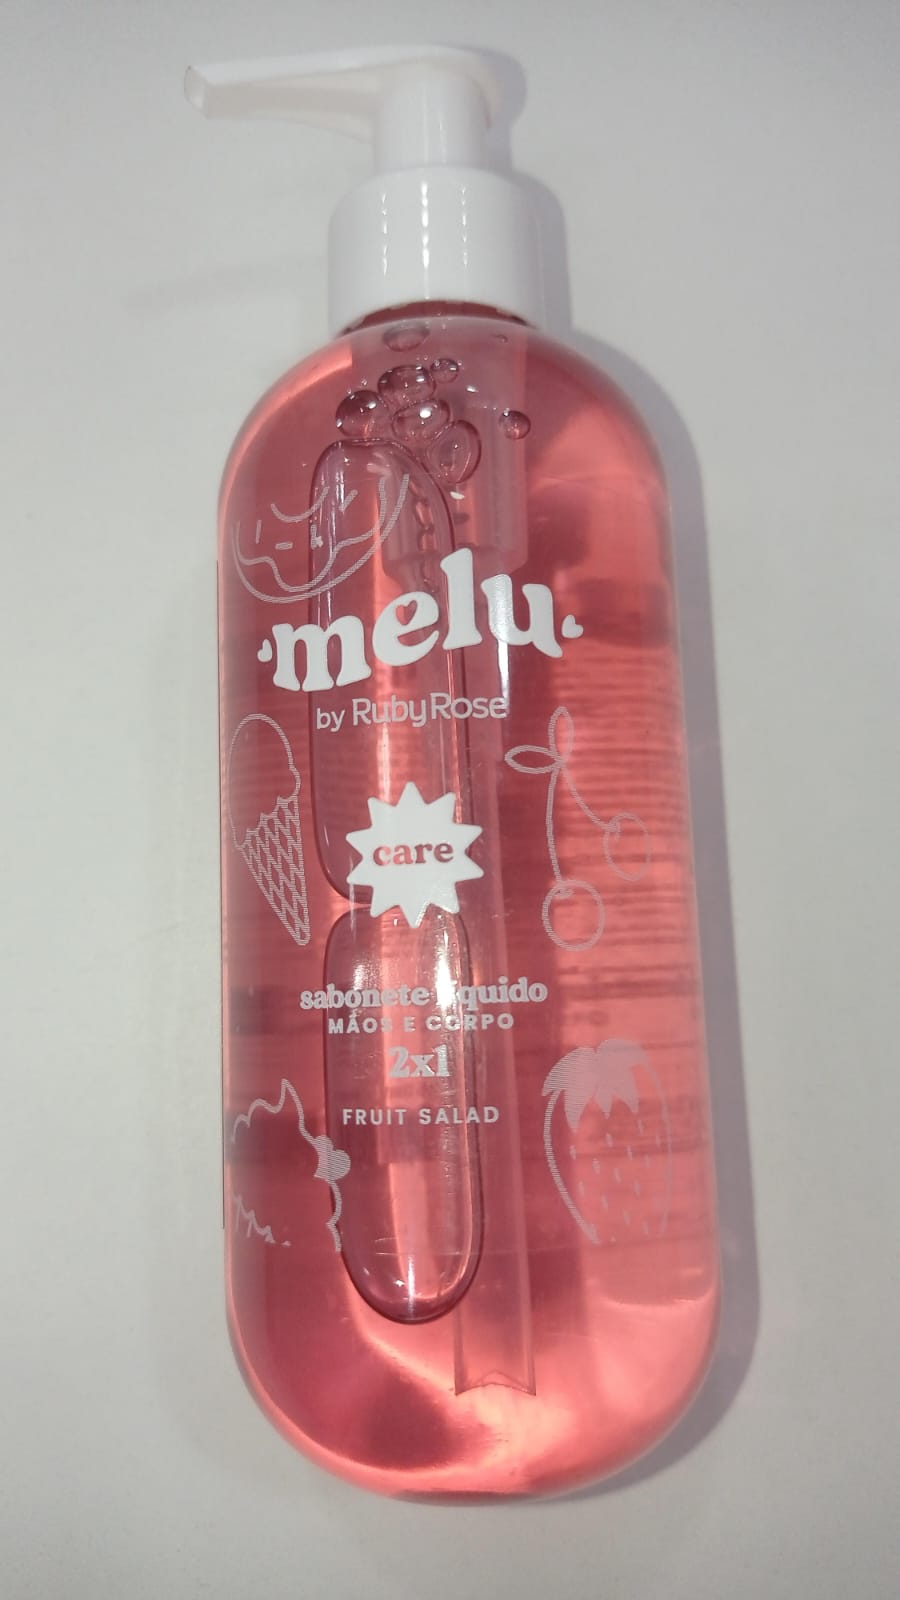 melu
by RubyRose
care
sabonete líquido
MÃOS E CORPO
2x1
FRUIT SALAD